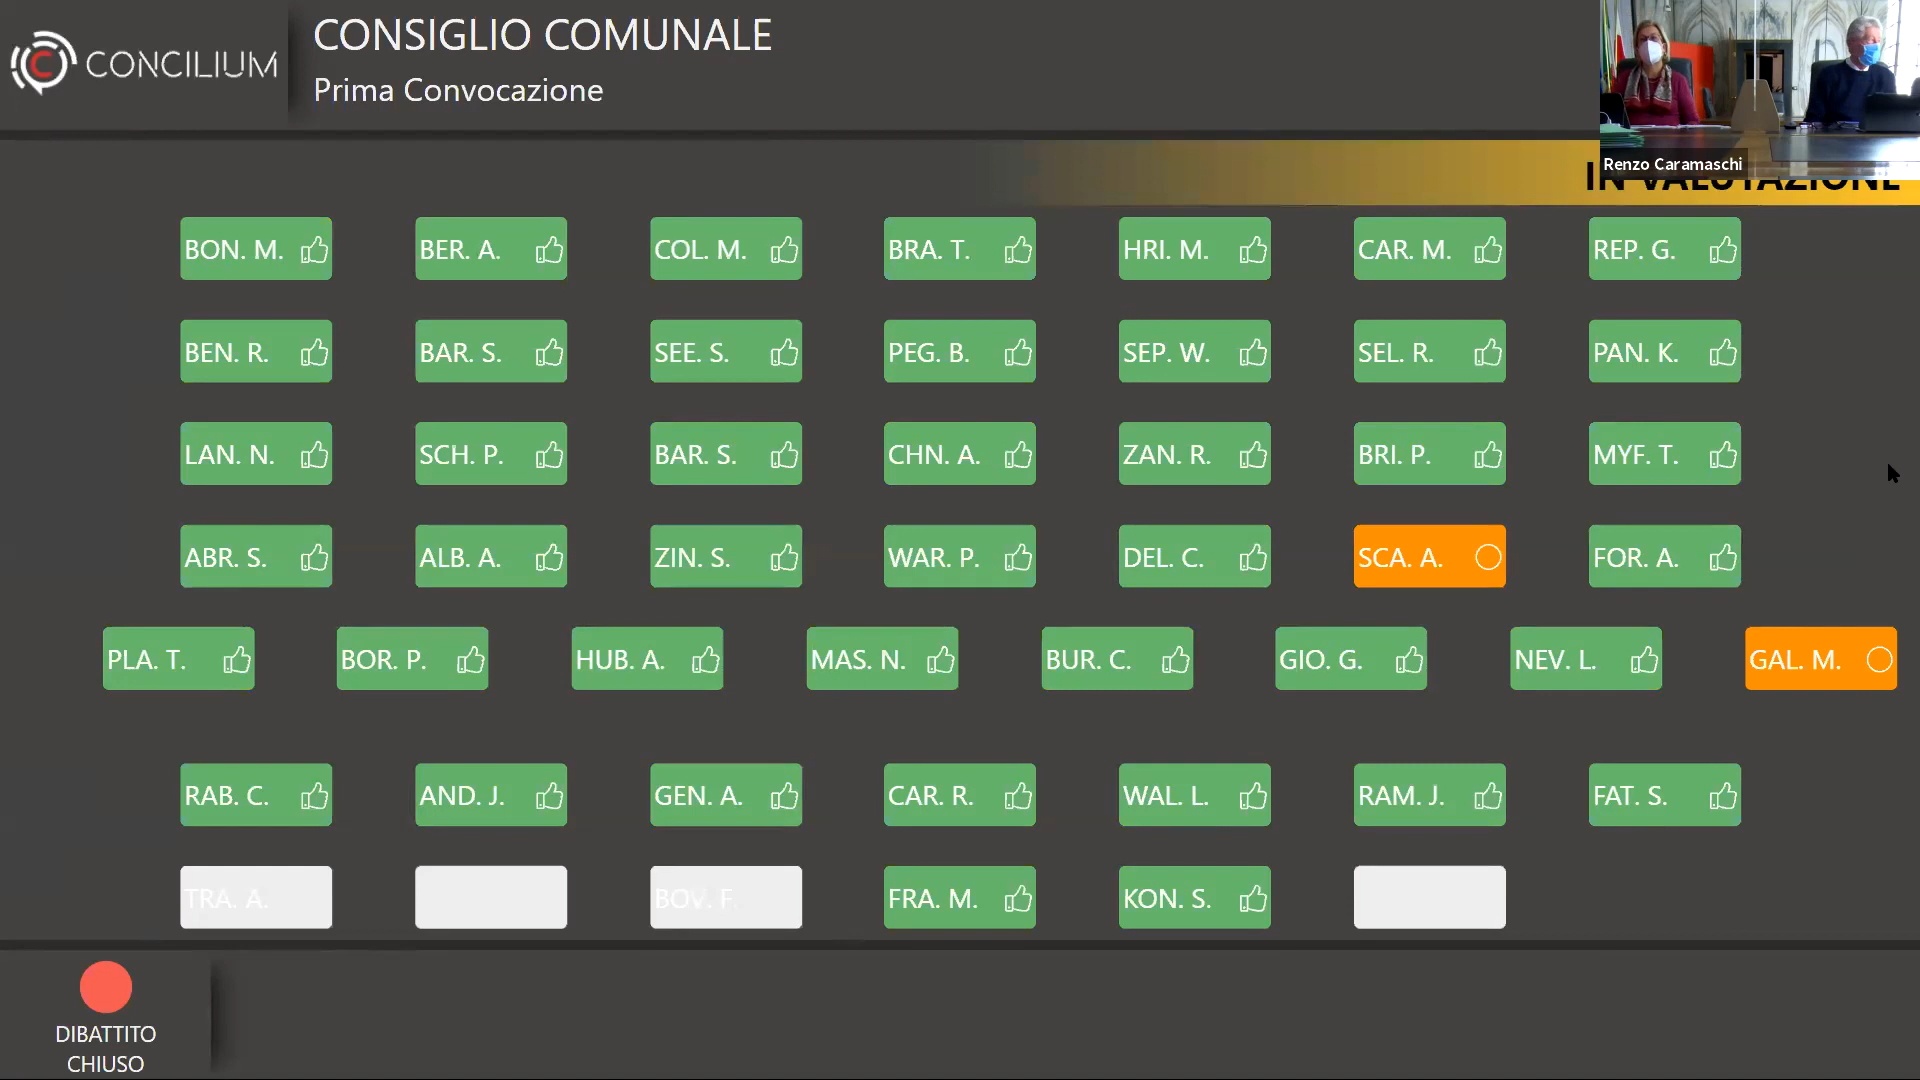 CONCILIUM
CONSIGLIO COMUNALE
Prima Convocazione
Renzo Caramaschi
IN VALUTAZIONE
BON. M. BER. A. COL. M. BRA. T. HRI. M. CAR. M. REP. G.
BEN. R. BAR. S. SEE. S. PEG. B. SEP. W. SEL. R. PAN. K.
LAN. N. SCH. P. BAR. S. CHN. A. ZAN. R. BRI. P. MYF. T.
ABR. S. ALB. A. ZIN. S. WAR. P. DEL. C. SCA. A. FOR. A.
PLA. T. BOR. P. HUB. A. MAS. N. BUR. C. GIO. G. NEV. L. GAL. M.
RAB. C. AND. J. GEN. A. CAR. R. WAL. L. RAM. J. FAT. S.
TRA. A. BOV. F. FRA. M. KON. S.
DIBATTITO
CHIUSO